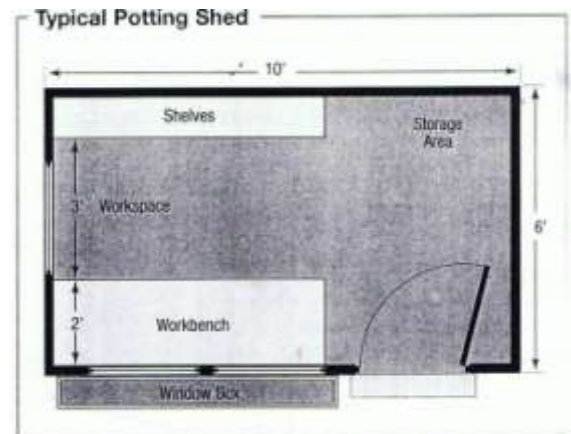 Typical Potting Shed
10'
Shelves
Storage
Area
3'
Workspace
6'
2'
Workbench
Window Box